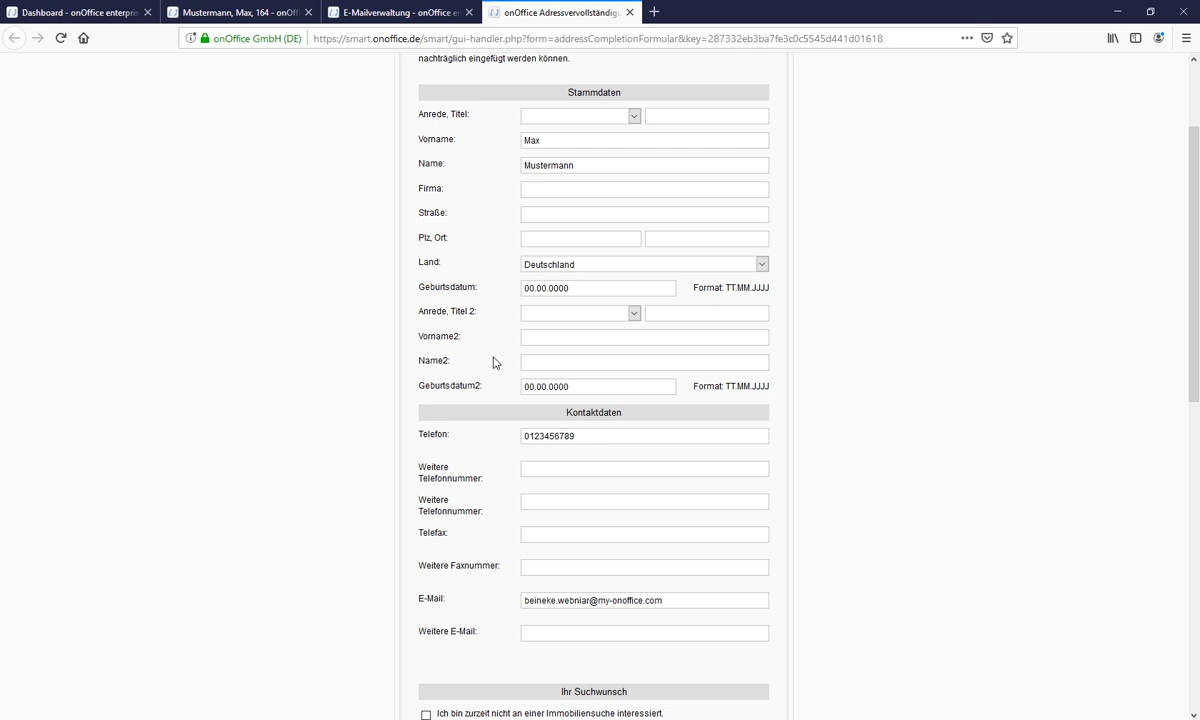 Dashboard - onOffice enterpris
Mustermann, Max, 164 - onOff
E-Mailverwaltung - onOffice en
onOffice Adressvervollständigu
onOffice GmbH (DE)
https://smart.onoffice.de/smart/gui-handler.php?form=addressCompletionFormular&key=287332eb3ba7fe3c0c5545d441d01618
nachträglich eingefügt werden können.
Stammdaten
Anrede, Titel:
Vorname: Max
Name: Mustermann
Firma:
Straße:
Plz, Ort:
Land: Deutschland
Geburtsdatum: 00.00.0000 Format: TT.MM.JJJJ
Anrede, Titel 2:
Vorname2:
Name2:
Geburtsdatum2: 00.00.0000 Format: TT.MM.JJJJ
Kontaktdaten
Telefon: 0123456789
Weitere
Telefonnummer:
Weitere
Telefonnummer:
Telefax:
Weitere Faxnummer:
E-Mail: beineke.webniar@my-onoffice.com
Weitere E-Mail:
Ihr Suchwunsch
Ich bin zurzeit nicht an einer Immobiliensuche interessiert.